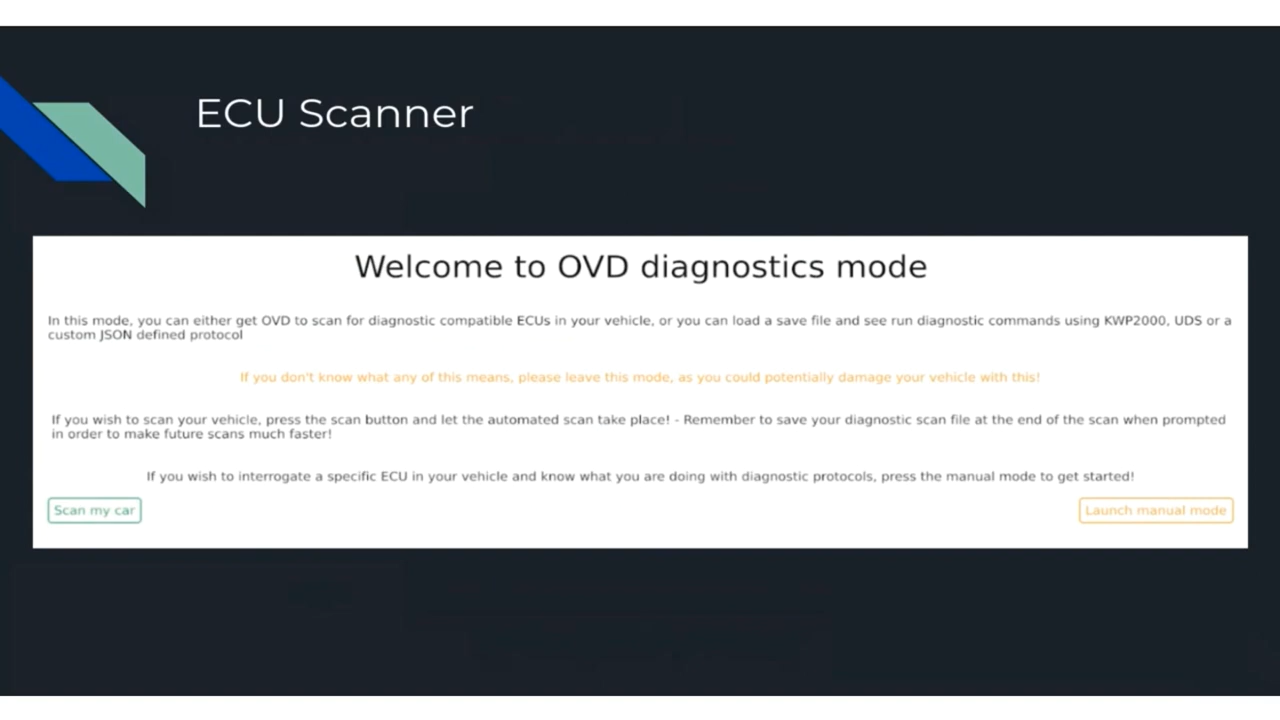 ECU Scanner
Welcome to OVD diagnostics mode
In this mode, you can either get OVD to scan for diagnostic compatible ECUs in your vehicle, or you can load a save file and see run diagnostic commands using KWP2000, UDS or a
custom JSON defined protocol
If you don't know what any of this means, please leave this mode, as you could potentially damage your vehicle with this!
If you wish to scan your vehicle, press the scan button and let the automated scan take place! - Remember to save your diagnostic scan file at the end of the scan when prompted
in order to make future scans much faster!
If you wish to interrogate a specific ECU in your vehicle and know what you are doing with diagnostic protocols, press the manual mode to get started!
Scan my car
Launch manual mode